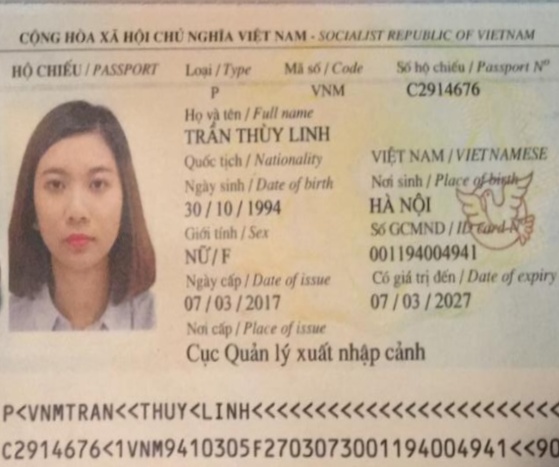 CỘNG HÒA XÃ HỘI CHỦ NGHĨA VIỆT NAM - SOCIALIST REPUBLIC OF VIETNAM
HỘ CHIẾU / PASSPORT Loại / Type Mã số / Code Số hộ chiếu / Passport Nº
P VNM C2914676
Họ và tên / Full name
TRẦN THÙY LINH
Quốc tịch / Nationality VIỆT NAM / VIETNAMESE
Ngày sinh / Date of birth Nơi sinh / Place of birth
30 / 10 / 1994 HÀ NỘI
Giới tính / Sex Số GCMND / ID card Nº
NỮ / F 001194004941
Ngày cấp / Date of issue Có giá trị đến / Date of expiry
07 / 03 / 2017 07 / 03 / 2027
Nơi cấp / Place of issue
Cục Quản lý xuất nhập cảnh
P<VNMTRAN<<THUY<LINH<<<<<<<<<<<<<<<<<<<<<<<<
C2914676<1VNM9410305F2703073001194004941<<90